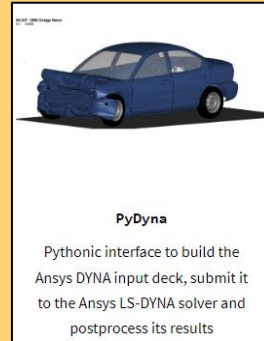 PyDyna
Pythonic interface to build the
Ansys DYNA input deck, submit it
to the Ansys LS-DYNA solver and
postprocess its results